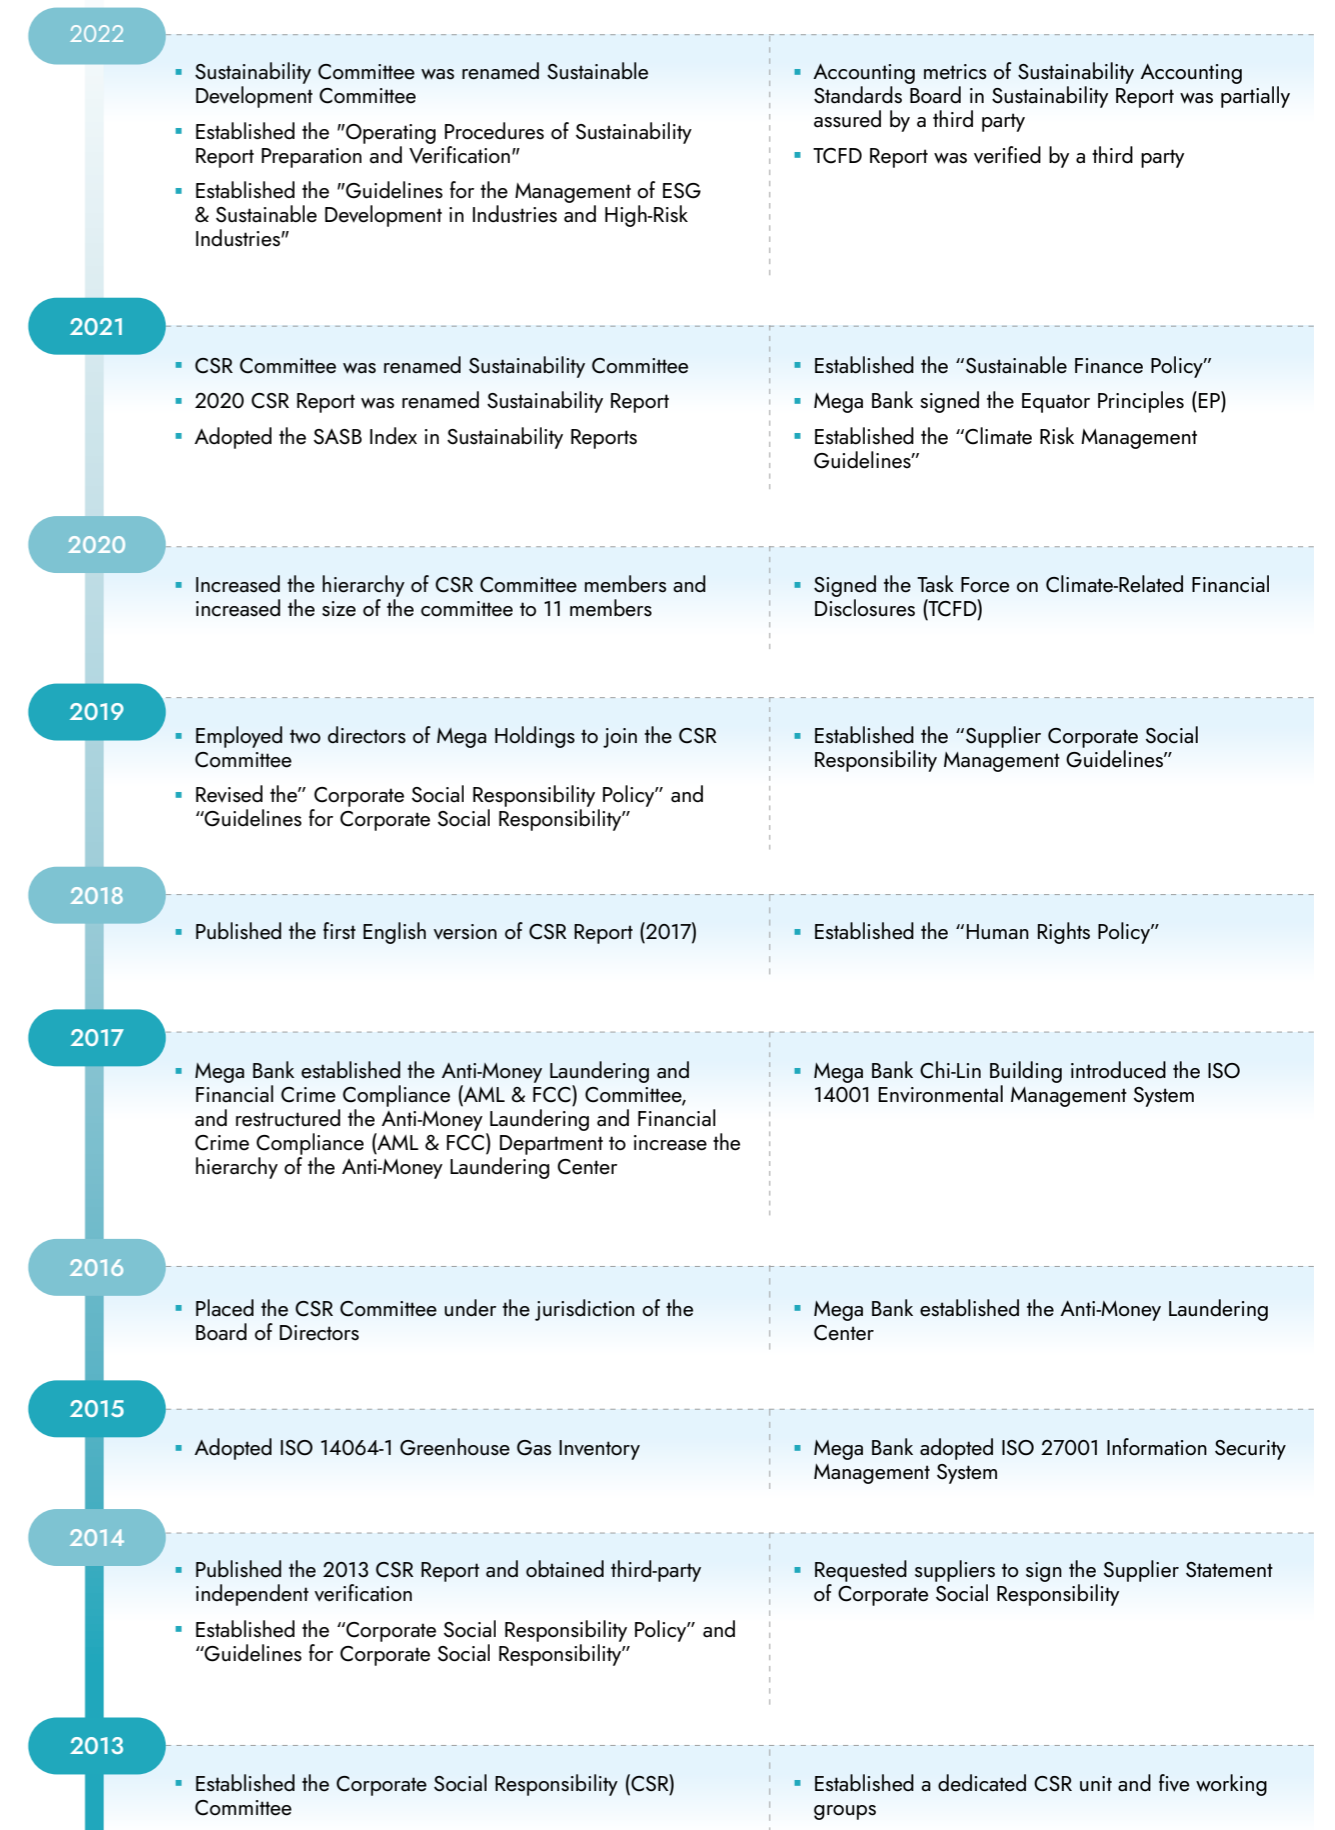 2022
Sustainability Committee was renamed Sustainable
Development Committee
Established the "Operating Procedures of Sustainability
Report Preparation and Verification"
Established the "Guidelines for the Management of ESG
& Sustainable Development in Industries and High-Risk
Industries"
Accounting metrics of Sustainability Accounting
Standards Board in Sustainability Report was partially
assured by a third party
TCFD Report was verified by a third party
2021
CSR Committee was renamed Sustainability Committee
2020 CSR Report was renamed Sustainability Report
Adopted the SASB Index in Sustainability Reports
Established the “Sustainable Finance Policy”
Mega Bank signed the Equator Principles (EP)
Established the “Climate Risk Management
Guidelines”
2020
Increased the hierarchy of CSR Committee members and
increased the size of the committee to 11 members
Signed the Task Force on Climate-Related Financial
Disclosures (TCFD)
2019
Employed two directors of Mega Holdings to join the CSR
Committee
Revised the” Corporate Social Responsibility Policy” and
“Guidelines for Corporate Social Responsibility”
Established the “Supplier Corporate Social
Responsibility Management Guidelines”
2018
Published the first English version of CSR Report (2017)
Established the “Human Rights Policy”
2017
Mega Bank established the Anti-Money Laundering and
Financial Crime Compliance (AML & FCC) Committee,
and restructured the Anti-Money Laundering and Financial
Crime Compliance (AML & FCC) Department to increase the
hierarchy of the Anti-Money Laundering Center
Mega Bank Chi-Lin Building introduced the ISO
14001 Environmental Management System
2016
Placed the CSR Committee under the jurisdiction of the
Board of Directors
Mega Bank established the Anti-Money Laundering
Center
2015
Adopted ISO 14064-1 Greenhouse Gas Inventory
Mega Bank adopted ISO 27001 Information Security
Management System
2014
Published the 2013 CSR Report and obtained third-party
independent verification
Established the “Corporate Social Responsibility Policy” and
“Guidelines for Corporate Social Responsibility”
Requested suppliers to sign the Supplier Statement
of Corporate Social Responsibility
2013
Established the Corporate Social Responsibility (CSR)
Committee
Established a dedicated CSR unit and five working
groups